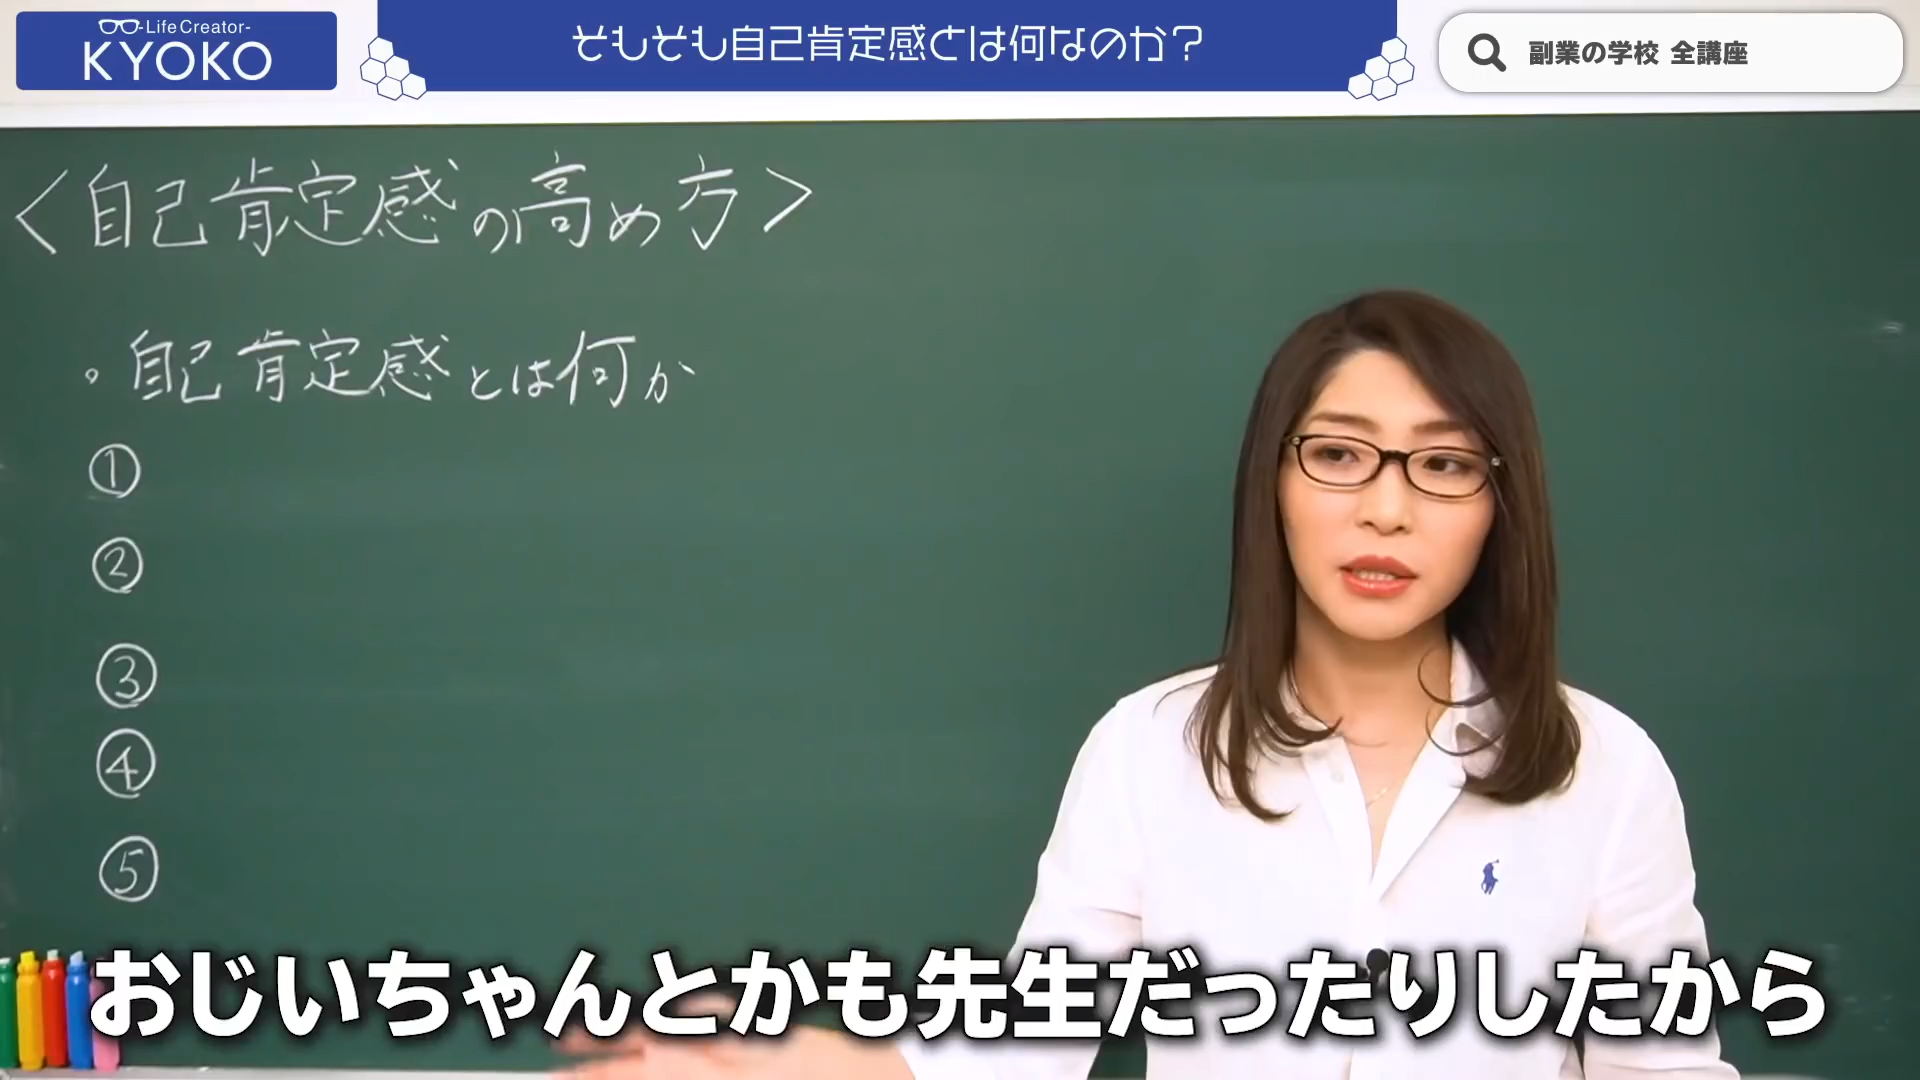 -Life Creator-
KYOKO
そもそも自己肯定感とは何なのか？
副業の学校 全講座
＜自己肯定感の高め方＞
。自己肯定感とは何か
①
②
③
④
⑤
おじいちゃんとかも先生だったりしたから